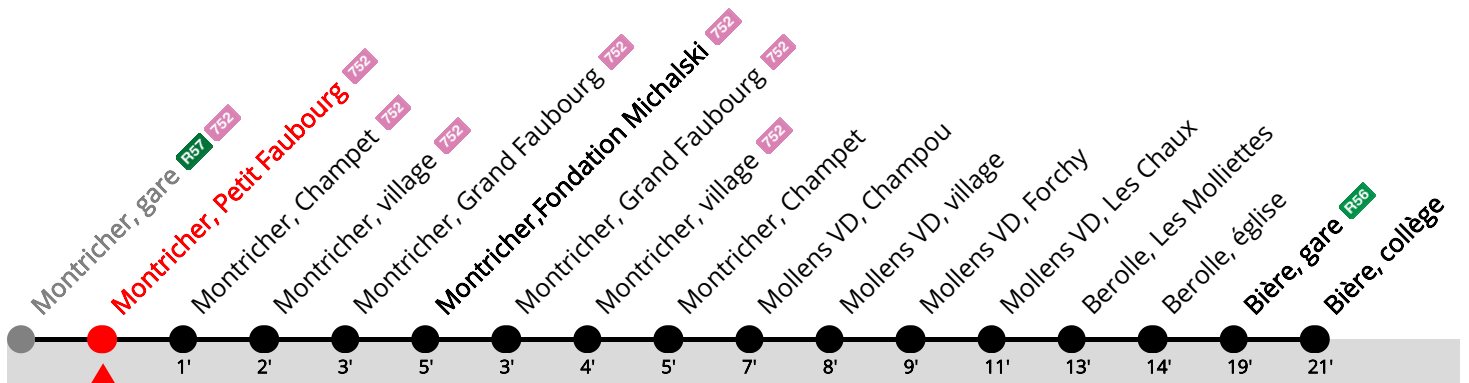 Montricher, gare R57 752
Montricher, Petit Faubourg 752
Montricher, Champet 752
Montricher, village 752
Montricher, Grand Faubourg 752
Montricher,Fondation Michalski 752
Montricher, Grand Faubourg 752
Montricher, village 752
Montricher, Champet
Mollens VD, Champou
Mollens VD, village
Mollens VD, Forchy
Mollens VD, Les Chaux
Berolle, Les Molliettes
Berolle, église
Bière, gare R56
Bière, collège
1' 2' 3' 5' 3' 4' 5' 7' 8' 9' 11' 13' 14' 19' 21'